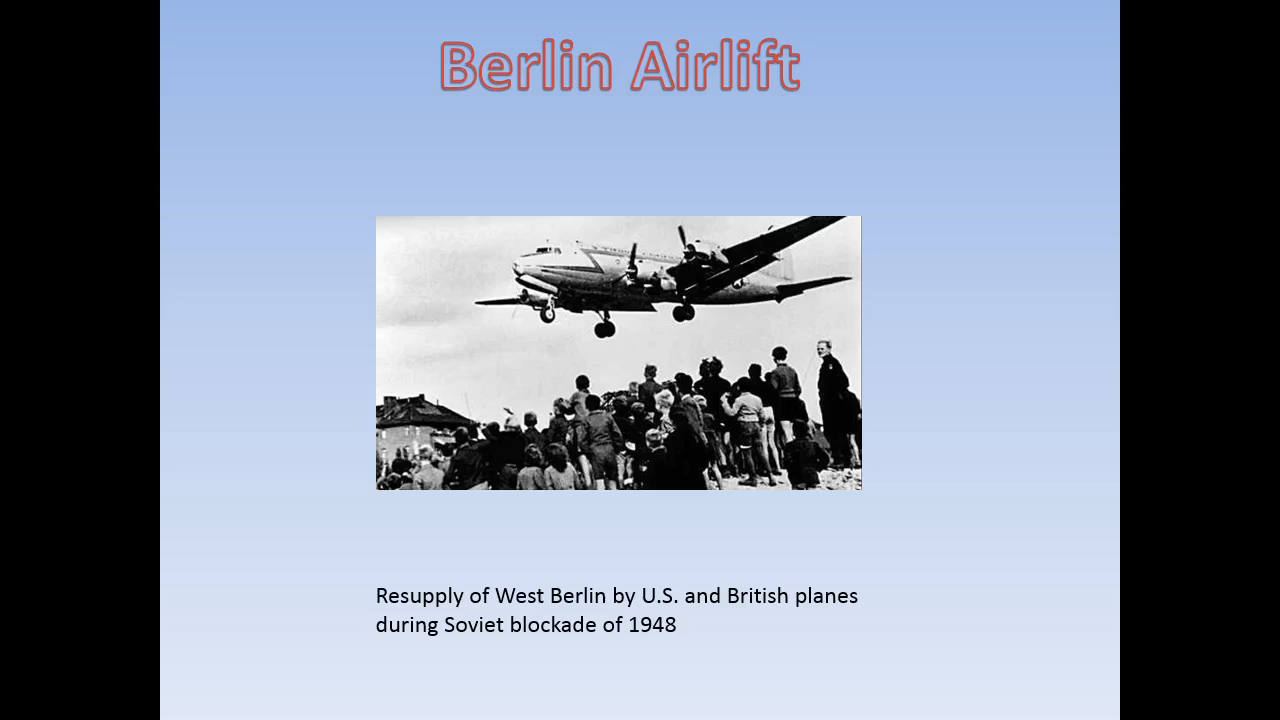 Berlin Airlift
Resupply of West Berlin by U.S. and British planes
during Soviet blockade of 1948